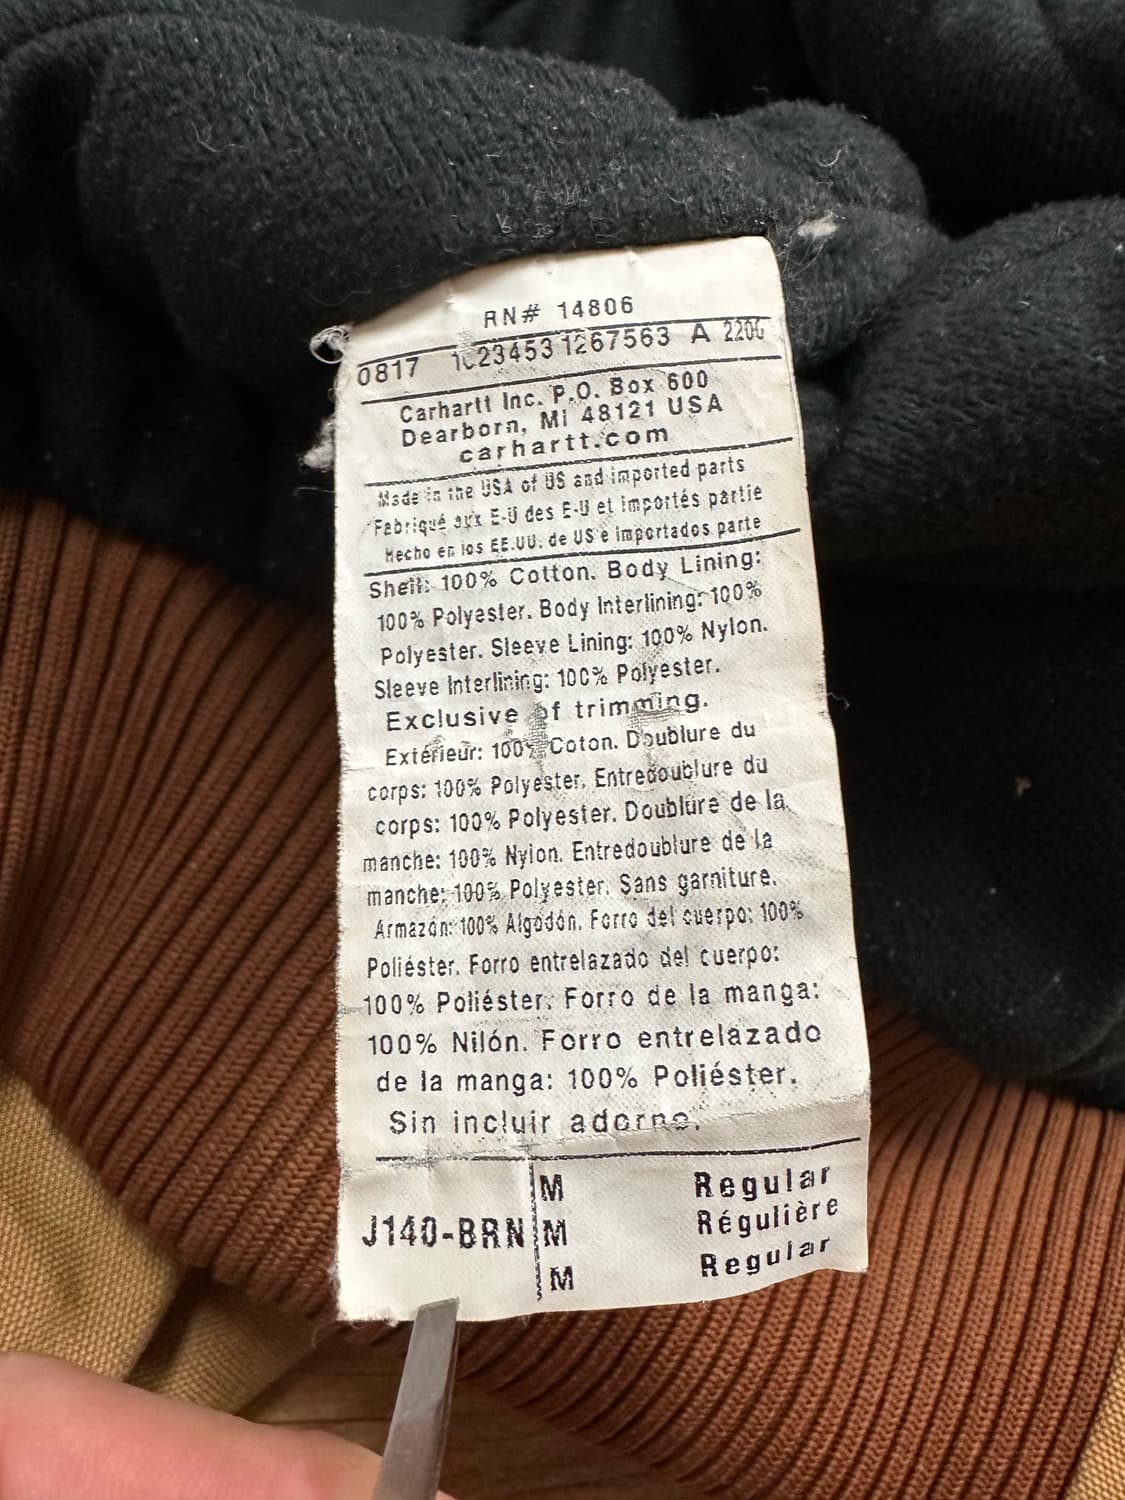 RN# 14806
0817 1023453 1267563 A 2206
Carhartt Inc. P.O. Box 600
Dearborn, MI 48121 USA
carhartt.com
Made in the USA of US and imported parts
Fabriqué aux E-U des E-U et importés partie
Hecho en los EE.UU. de US e importados parte
Shell: 100% Cotton. Body Lining:
100% Polyester. Body Interlining: 100%
Polyester. Sleeve Lining: 100% Nylon.
Sleeve Interlining: 100% Polyester.
Exclusive of trimming.
Extérieur: 100% Coton. Doublure du
corps: 100% Polyester. Entredoublure du
corps: 100% Polyester. Doublure de la
manche: 100% Nylon. Entredoublure de la
manche: 100% Polyester. Sans garniture.
Armazón: 100% Algodón. Forro del cuerpo: 100%
Poliéster. Forro entrelazado del cuerpo:
100% Poliéster. Forro de la manga:
100% Nilón. Forro entrelazado
de la manga: 100% Poliéster.
Sin incluir adorno.
M Regular
J140-BRN M Régulière
M Regular